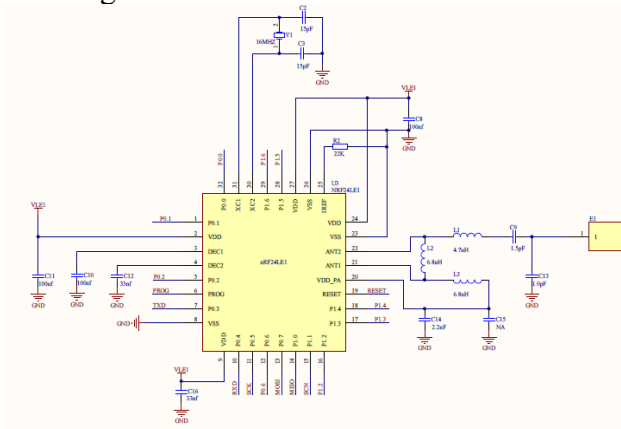 C2
15pF
2
Y1
16MHZ
1
C3
15pF
GND
VLE1
C8
100nf
GND
R2
22K
P0.0
P1.6
P1.5
32
31
30
29
28
27
26
25
U3
NRF24LE1
P0.0
XC1
XC2
P1.6
P1.5
VDD
VSS
IREF
VLE1
P0.1
1
P0.1
VDD
24
2
VDD
VSS
23
3
DEC1
ANT2
22
4
DEC2
nRF24LE1
ANT1
21
P0.2
5
P0.2
VDD_PA
20
PROG
6
PROG
RESET
19
RESET
TXD
7
P0.3
P1.4
18
P1.4
GND
8
VSS
P1.3
17
P1.3
C11
100nf
GND
C10
100nf
GND
C12
33nf
GND
L1
4.7nH
L2
6.8nH
L3
6.8nH
C9
1.5pF
E1
1
1
C13
1.0pF
GND
C14
2.2nF
GND
C15
NA
GND
VDD
P0.4
P0.5
P0.6
P0.7
P1.0
P1.1
P1.2
9
10
11
12
13
14
15
16
RXD
SCK
P0.6
MOSI
MISO
SCN
P1.2
VLE1
C16
33nf
GND